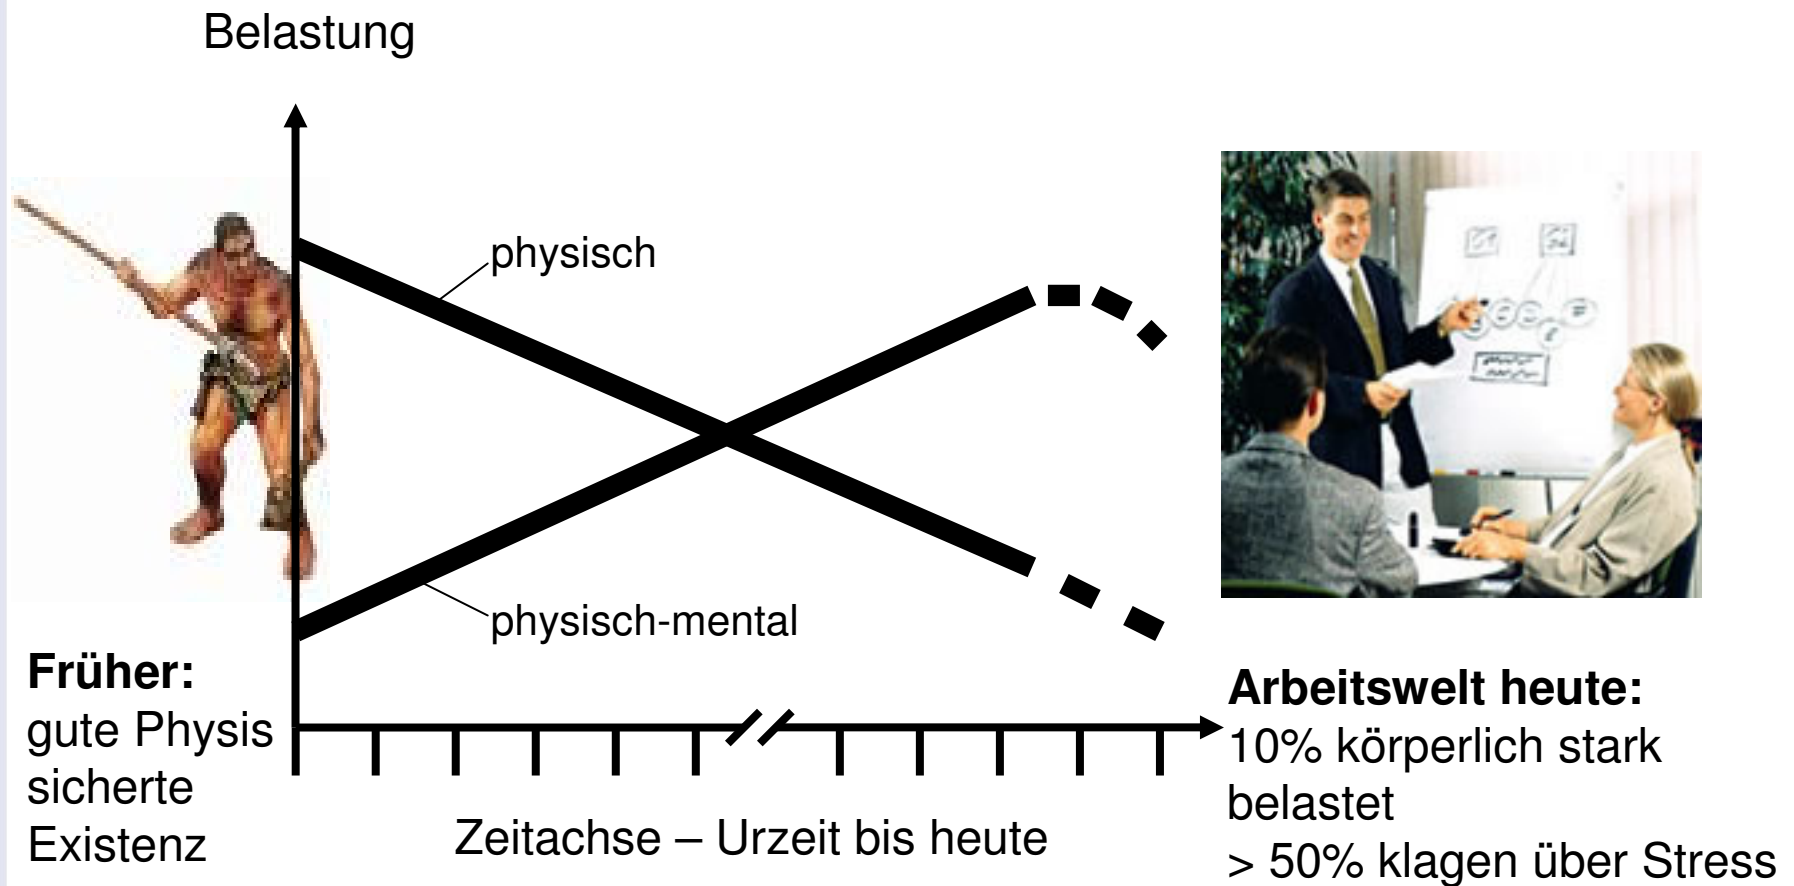 Belastung
physisch
physisch-mental
Früher:
gute Physis
sicherte
Existenz
Zeitachse – Urzeit bis heute
Arbeitswelt heute:
10% körperlich stark
belastet
> 50% klagen über Stress